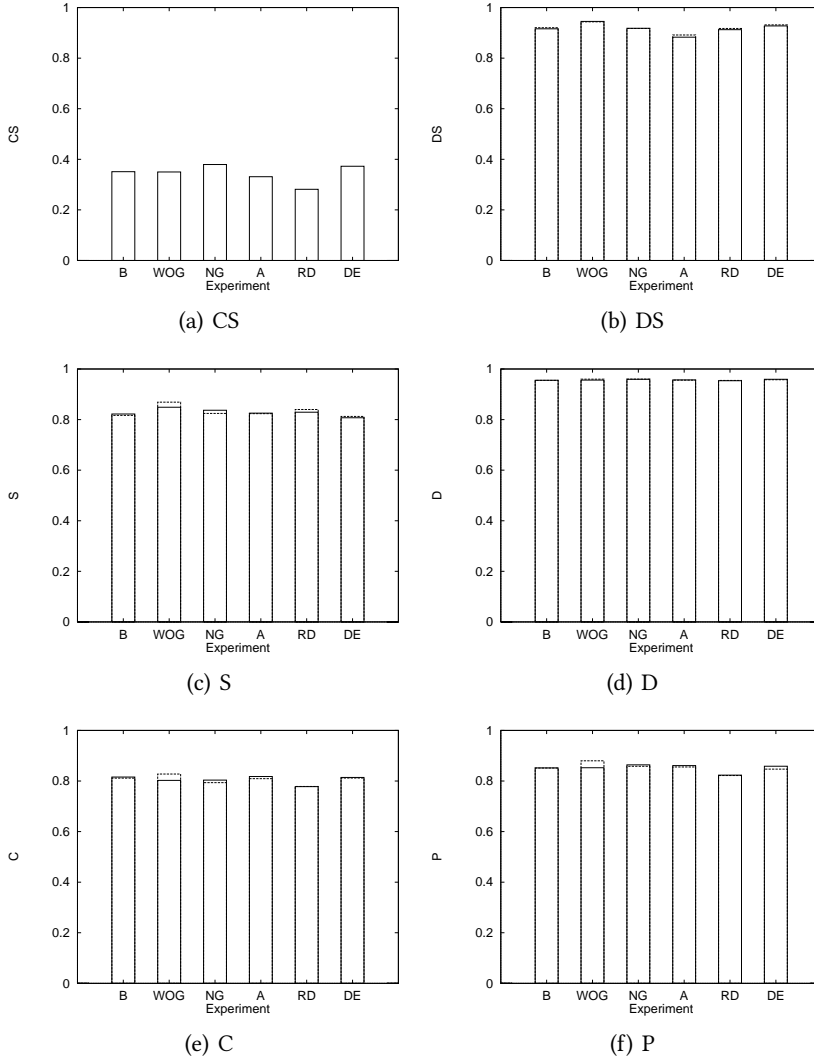 1
0.8
0.6
CS
0.4
0.2
0
B WOG NG A RD DE
Experiment
(a) CS
1
0.8
0.6
DS
0.4
0.2
0
B WOG NG A RD DE
Experiment
(b) DS
1
0.8
0.6
S
0.4
0.2
0
B WOG NG A RD DE
Experiment
(c) S
1
0.8
0.6
D
0.4
0.2
0
B WOG NG A RD DE
Experiment
(d) D
1
0.8
0.6
C
0.4
0.2
0
B WOG NG A RD DE
Experiment
(e) C
1
0.8
0.6
P
0.4
0.2
0
B WOG NG A RD DE
Experiment
(f) P